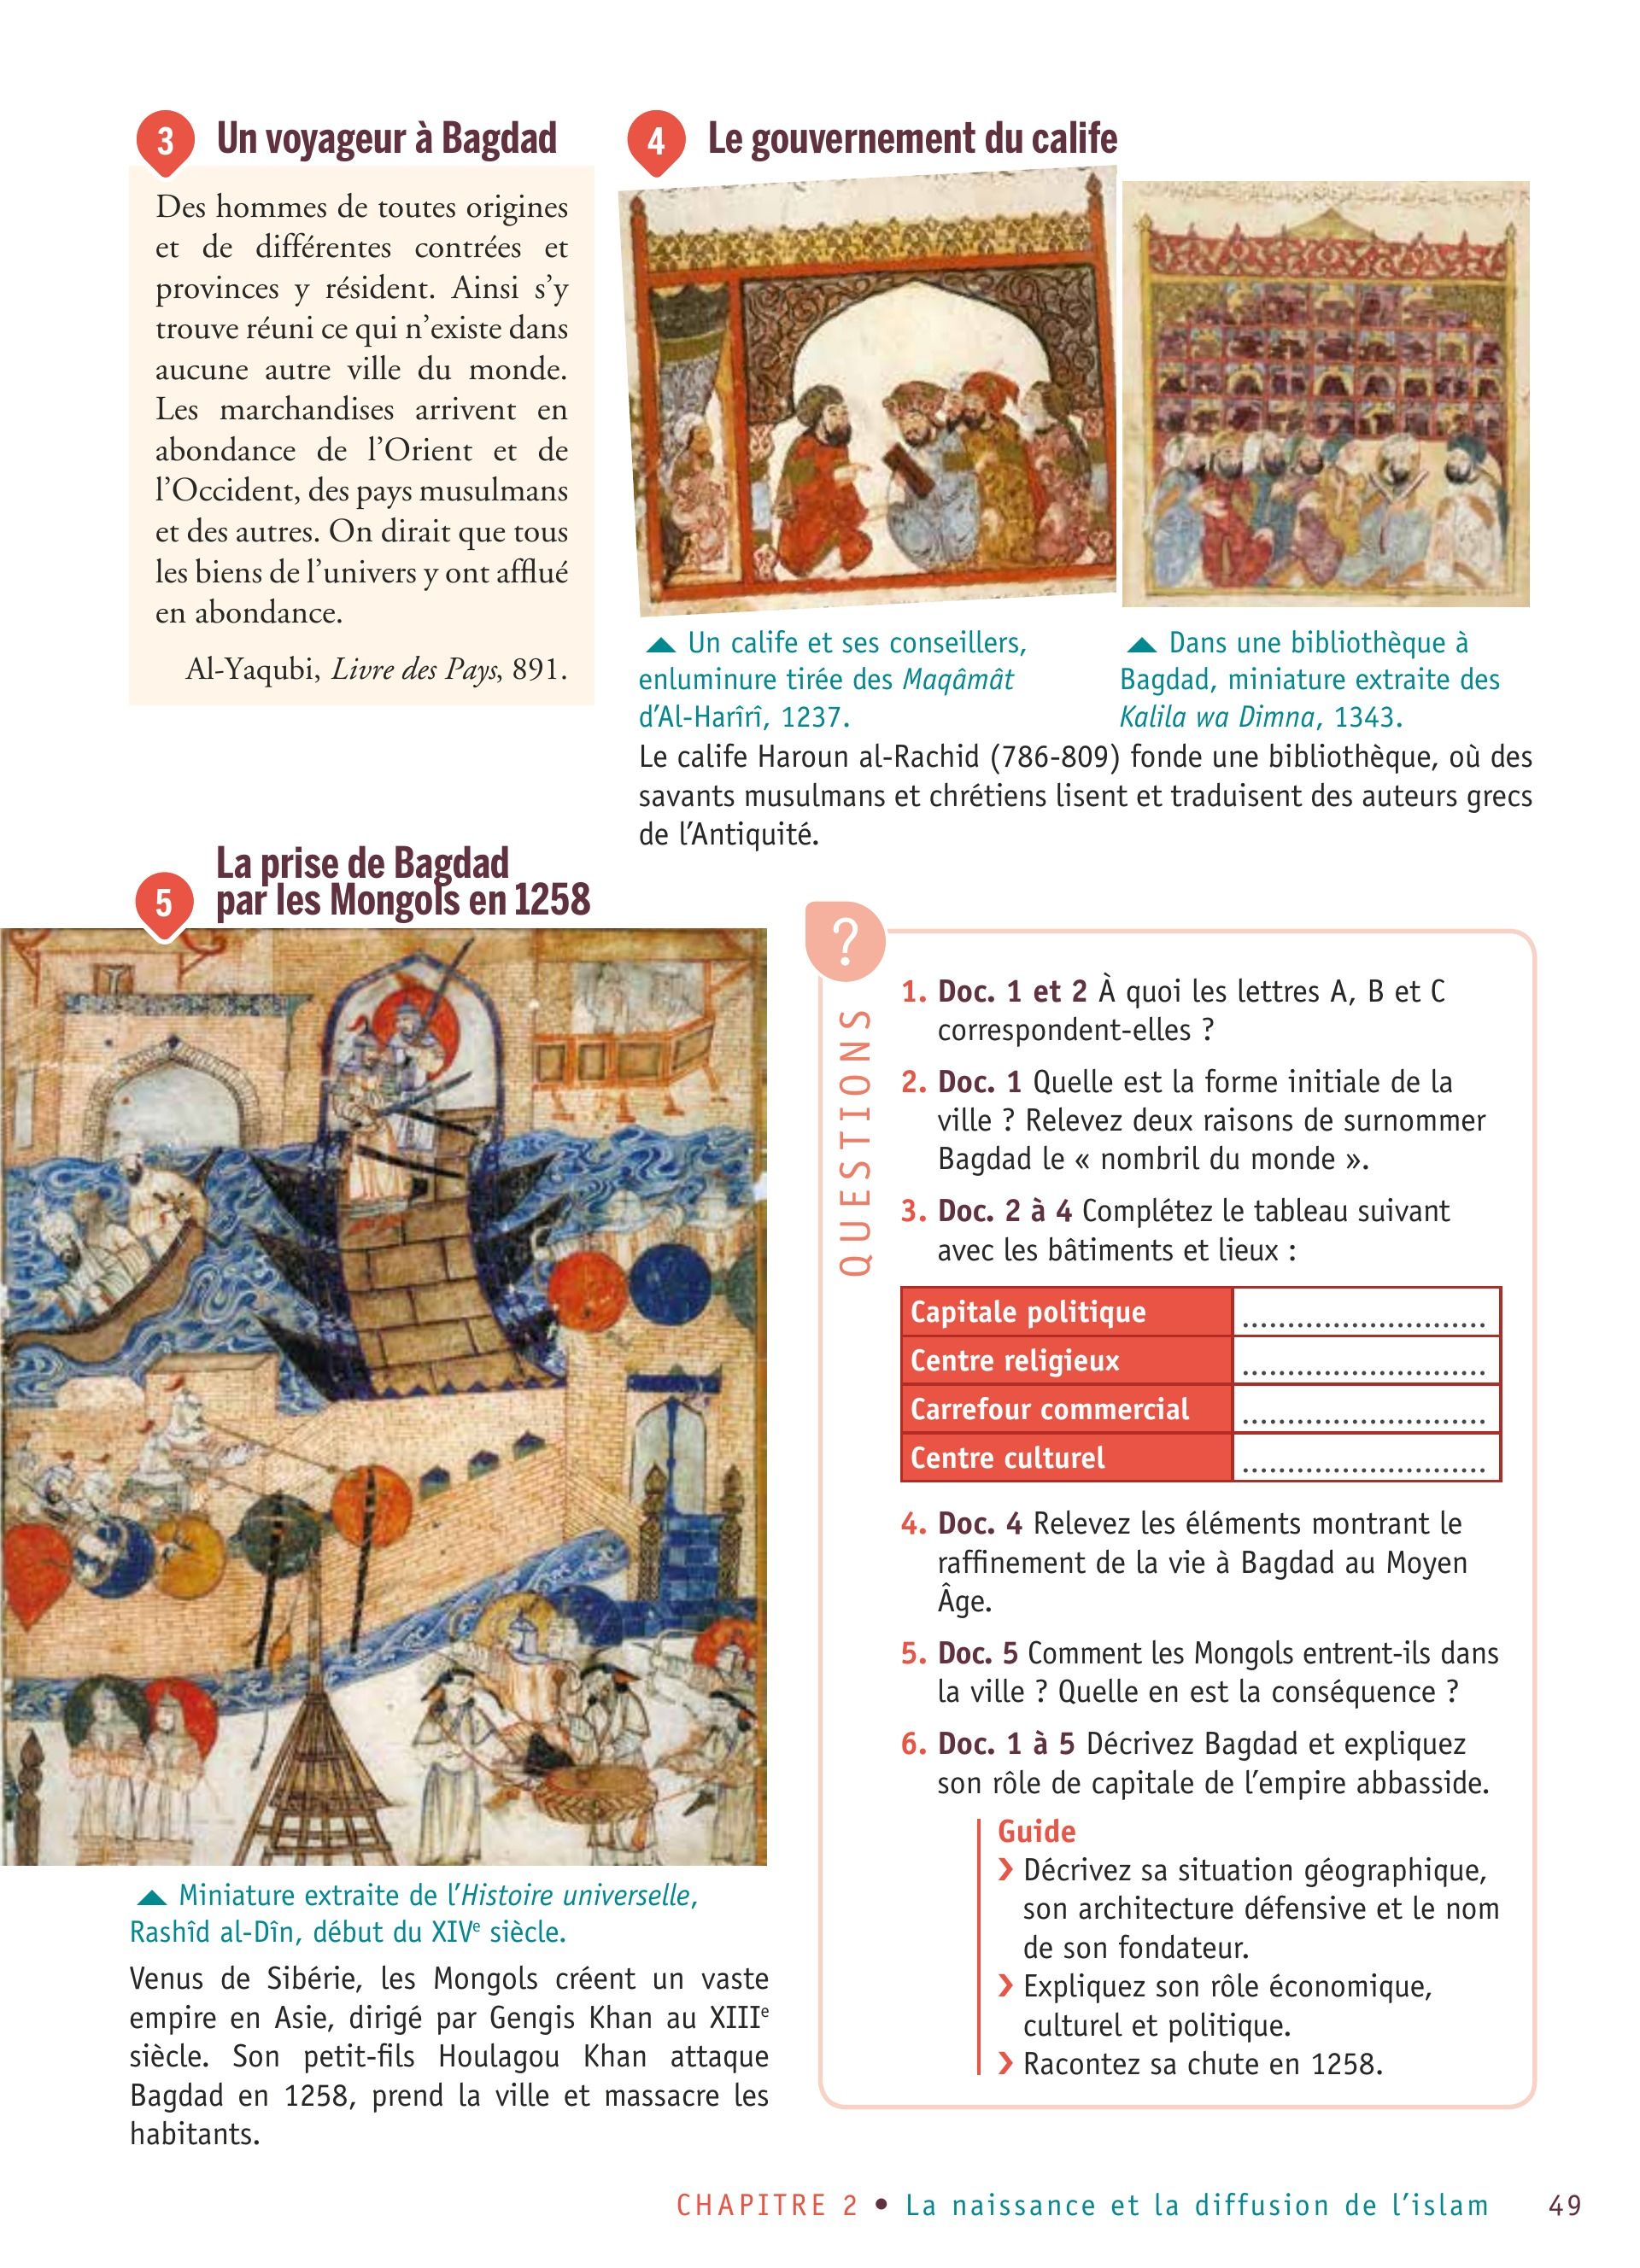 3 Un voyageur à Bagdad
Des hommes de toutes origines
et de différentes contrées et
provinces y résident. Ainsi s’y
trouve réuni ce qui n’existe dans
aucune autre ville du monde.
Les marchandises arrivent en
abondance de l’Orient et de
l’Occident, des pays musulmans
et des autres. On dirait que tous
les biens de l’univers y ont afflué
en abondance.
Al-Yaqubi, Livre des Pays, 891.
4 Le gouvernement du calife
Un calife et ses conseillers,
enluminure tirée des Maqâmât
d’Al-Harîrî, 1237.
Dans une bibliothèque à
Bagdad, miniature extraite des
Kalila wa Dimna, 1343.
Le calife Haroun al-Rachid (786-809) fonde une bibliothèque, où des
savants musulmans et chrétiens lisent et traduisent des auteurs grecs
de l’Antiquité.
5 La prise de Bagdad
par les Mongols en 1258
Miniature extraite de l’Histoire universelle,
Rashîd al-Dîn, début du XIVe siècle.
Venus de Sibérie, les Mongols créent un vaste
empire en Asie, dirigé par Gengis Khan au XIIIe
siècle. Son petit-fils Houlagou Khan attaque
Bagdad en 1258, prend la ville et massacre les
habitants.
?
QUESTIONS
1. Doc. 1 et 2 À quoi les lettres A, B et C
correspondent-elles ?
2. Doc. 1 Quelle est la forme initiale de la
ville ? Relevez deux raisons de surnommer
Bagdad le « nombril du monde ».
3. Doc. 2 à 4 Complétez le tableau suivant
avec les bâtiments et lieux :
Capitale politique ...........................
Centre religieux ...........................
Carrefour commercial ...........................
Centre culturel ...........................
4. Doc. 4 Relevez les éléments montrant le
raffinement de la vie à Bagdad au Moyen
Âge.
5. Doc. 5 Comment les Mongols entrent-ils dans
la ville ? Quelle en est la conséquence ?
6. Doc. 1 à 5 Décrivez Bagdad et expliquez
son rôle de capitale de l’empire abbasside.
Guide
❯ Décrivez sa situation géographique,
son architecture défensive et le nom
de son fondateur.
❯ Expliquez son rôle économique,
culturel et politique.
❯ Racontez sa chute en 1258.
CHAPITRE 2 • La naissance et la diffusion de l’islam 49